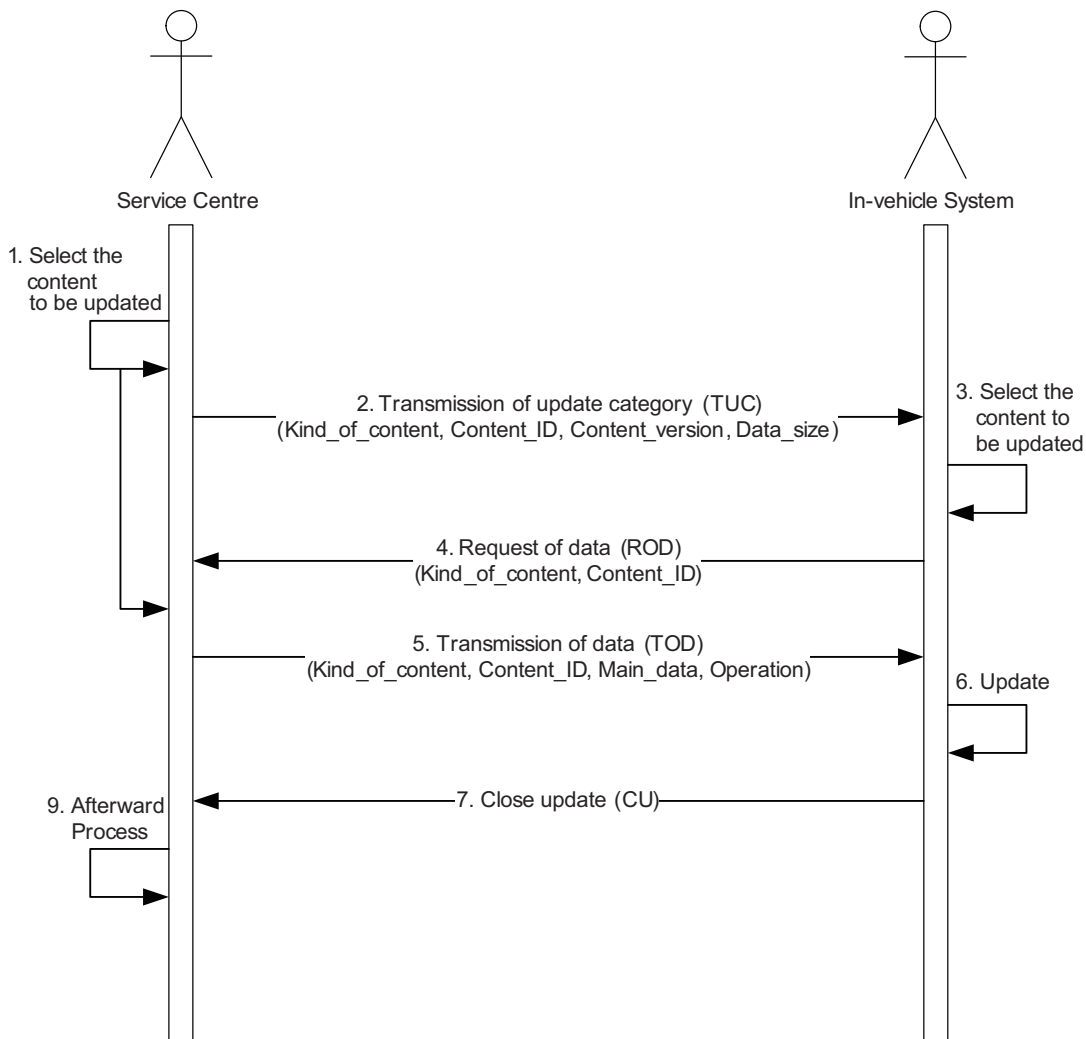 Service Centre
In-vehicle System
1. Select the
content
to be updated
2. Transmission of update category (TUC)
(Kind_of_content, Content_ID, Content_version, Data_size)
3. Select the
content to
be updated
4. Request of data (ROD)
(Kind_of_content, Content_ID)
5. Transmission of data (TOD)
(Kind_of_content, Content_ID, Main_data, Operation)
6. Update
7. Close update (CU)
9. Afterward
Process